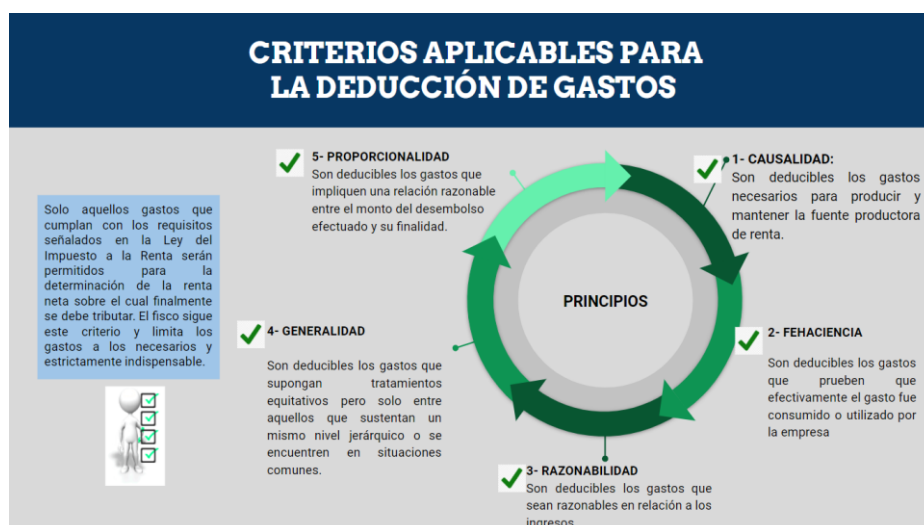 CRITERIOS APLICABLES PARA
LA DEDUCCIÓN DE GASTOS
Solo aquellos gastos que
cumplan con los requisitos
señalados en la Ley del
Impuesto a la Renta serán
permitidos para la
determinación de la renta
neta sobre el cual finalmente
se debe tributar. El fisco sigue
este criterio y limita los
gastos a los necesarios y
estrictamente indispensable.
PRINCIPIOS
1- CAUSALIDAD:
Son deducibles los gastos
necesarios para producir y
mantener la fuente productora
de renta.
2- FEHACIENCIA
Son deducibles los gastos
que prueben que
efectivamente el gasto fue
consumido o utilizado por
la empresa
3- RAZONABILIDAD
Son deducibles los gastos que
sean razonables en relación a los
ingresos
4- GENERALIDAD
Son deducibles los gastos que
supongan tratamientos
equitativos pero solo entre
aquellos que sustentan un
mismo nivel jerárquico o se
encuentren en situaciones
comunes.
5- PROPORCIONALIDAD
Son deducibles los gastos que
impliquen una relación razonable
entre el monto del desembolso
efectuado y su finalidad.